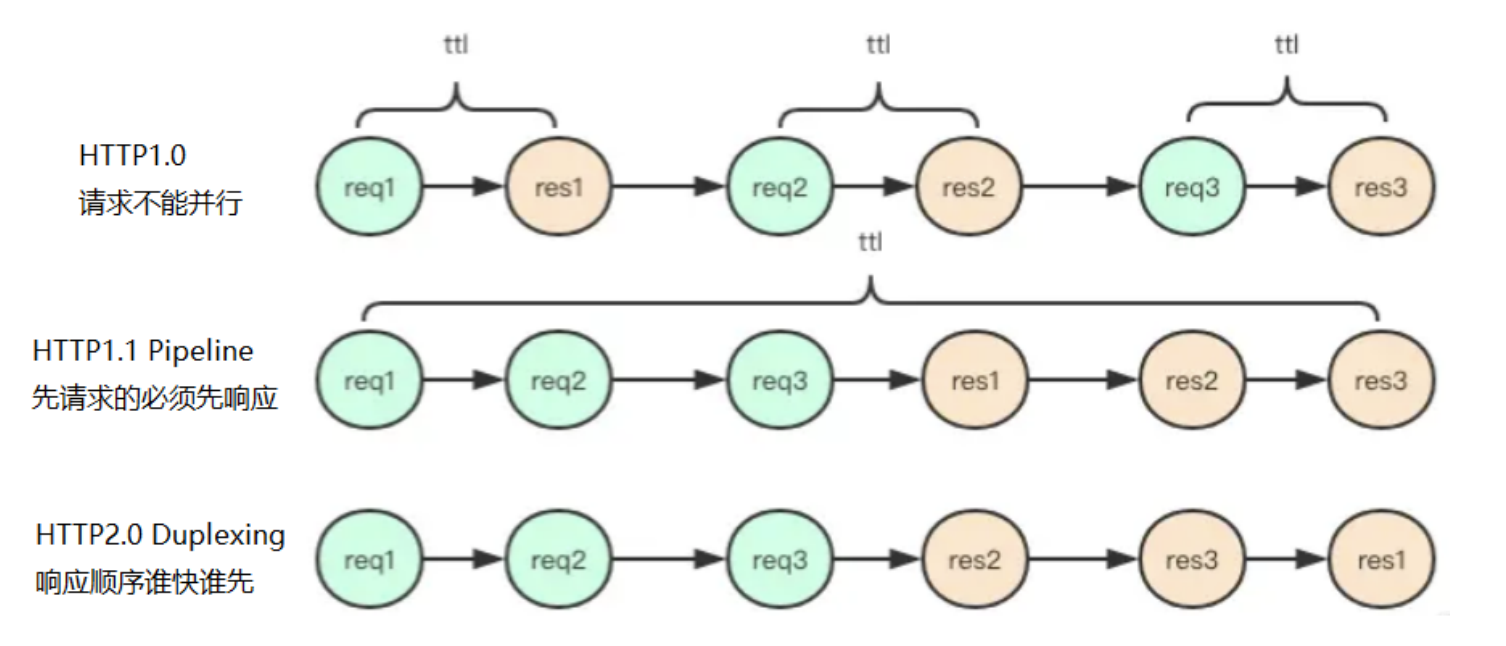 ttl ttl ttl
HTTP1.0
请求不能并行
req1 res1 req2 res2 req3 res3
ttl
HTTP1.1 Pipeline
先请求的必须先响应
req1 req2 req3 res1 res2 res3
HTTP2.0 Duplexing
响应顺序谁快谁先
req1 req2 req3 res2 res3 res1